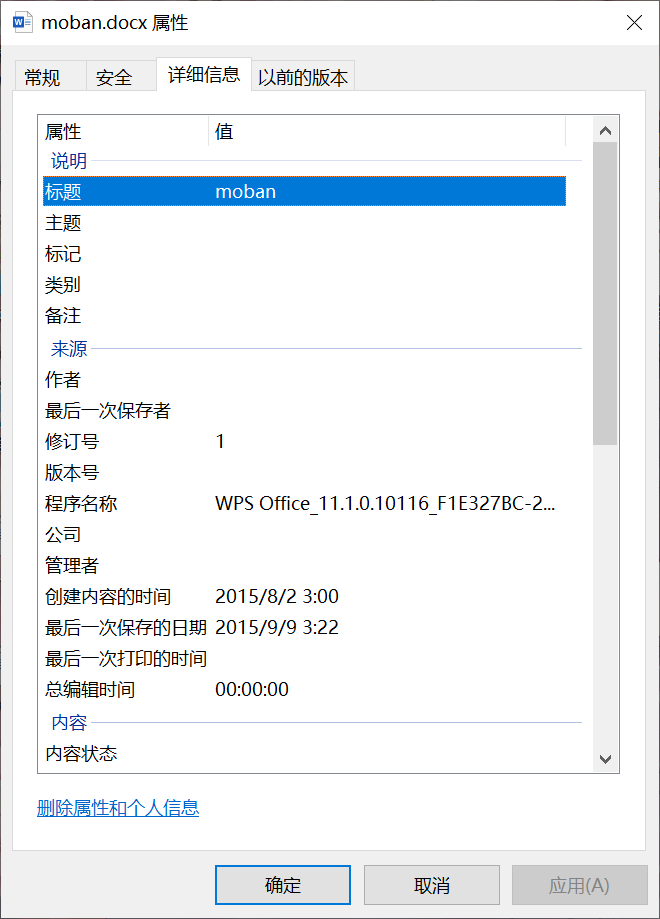 moban.docx 属性
常规 安全 详细信息 以前的版本
属性 值
说明
标题 moban
主题
标记
类别
备注
来源
作者
最后一次保存者
修订号 1
版本号
程序名称 WPS Office_11.1.0.10116_F1E327BC-2...
公司
管理者
创建内容的时间 2015/8/2 3:00
最后一次保存的日期 2015/9/9 3:22
最后一次打印的时间
总编辑时间 00:00:00
内容
内容状态
删除属性和个人信息
确定 取消 应用(A)